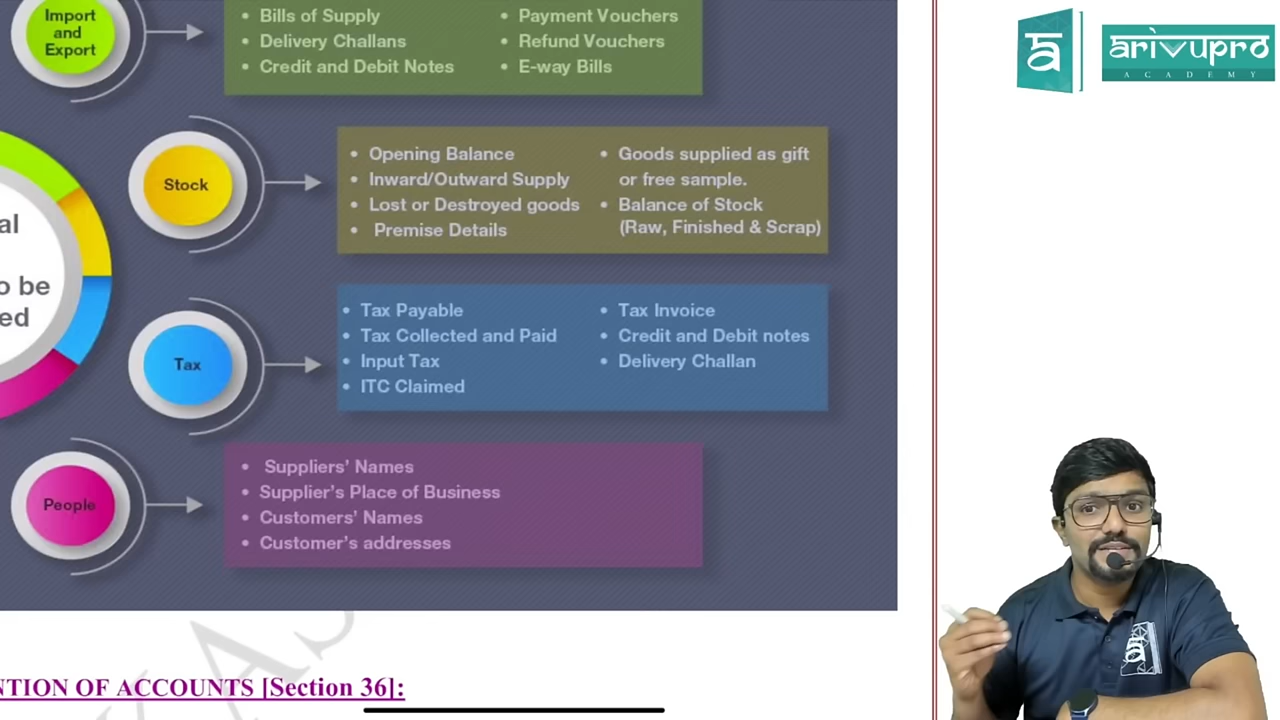 Import
and
Export
• Bills of Supply
• Delivery Challans
• Credit and Debit Notes
• Payment Vouchers
• Refund Vouchers
• E-way Bills
arivupro
ACADEMY
Stock
• Opening Balance
• Inward/Outward Supply
• Lost or Destroyed goods
• Premise Details
• Goods supplied as gift
or free sample.
• Balance of Stock
(Raw, Finished & Scrap)
al
o be
ed
Tax
• Tax Payable
• Tax Collected and Paid
• Input Tax
• ITC Claimed
• Tax Invoice
• Credit and Debit notes
• Delivery Challan
People
• Suppliers’ Names
• Supplier’s Place of Business
• Customers’ Names
• Customer’s addresses
NTION OF ACCOUNTS [Section 36]: